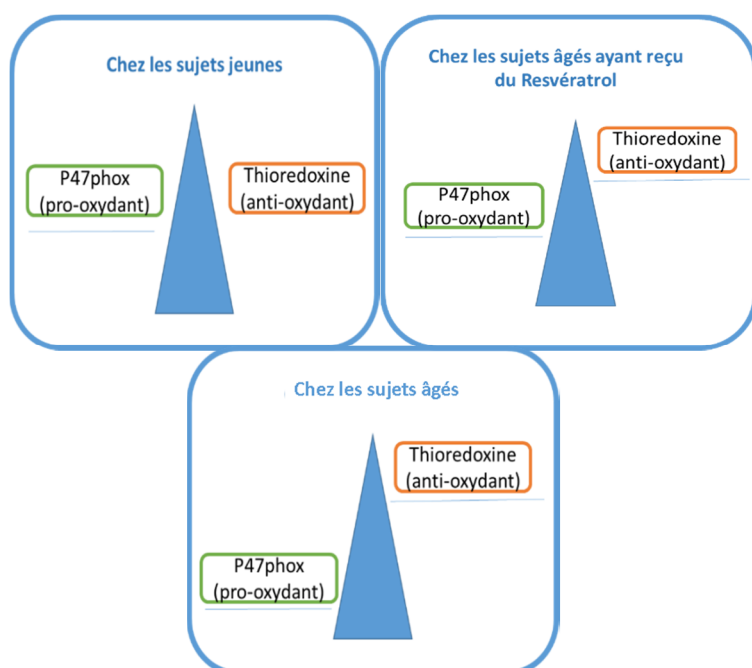 Chez les sujets jeunes
P47phox
(pro-oxydant)
Thioredoxine
(anti-oxydant)
Chez les sujets âgés ayant reçu
du Resvératrol
P47phox
(pro-oxydant)
Thioredoxine
(anti-oxydant)
Chez les sujets âgés
P47phox
(pro-oxydant)
Thioredoxine
(anti-oxydant)